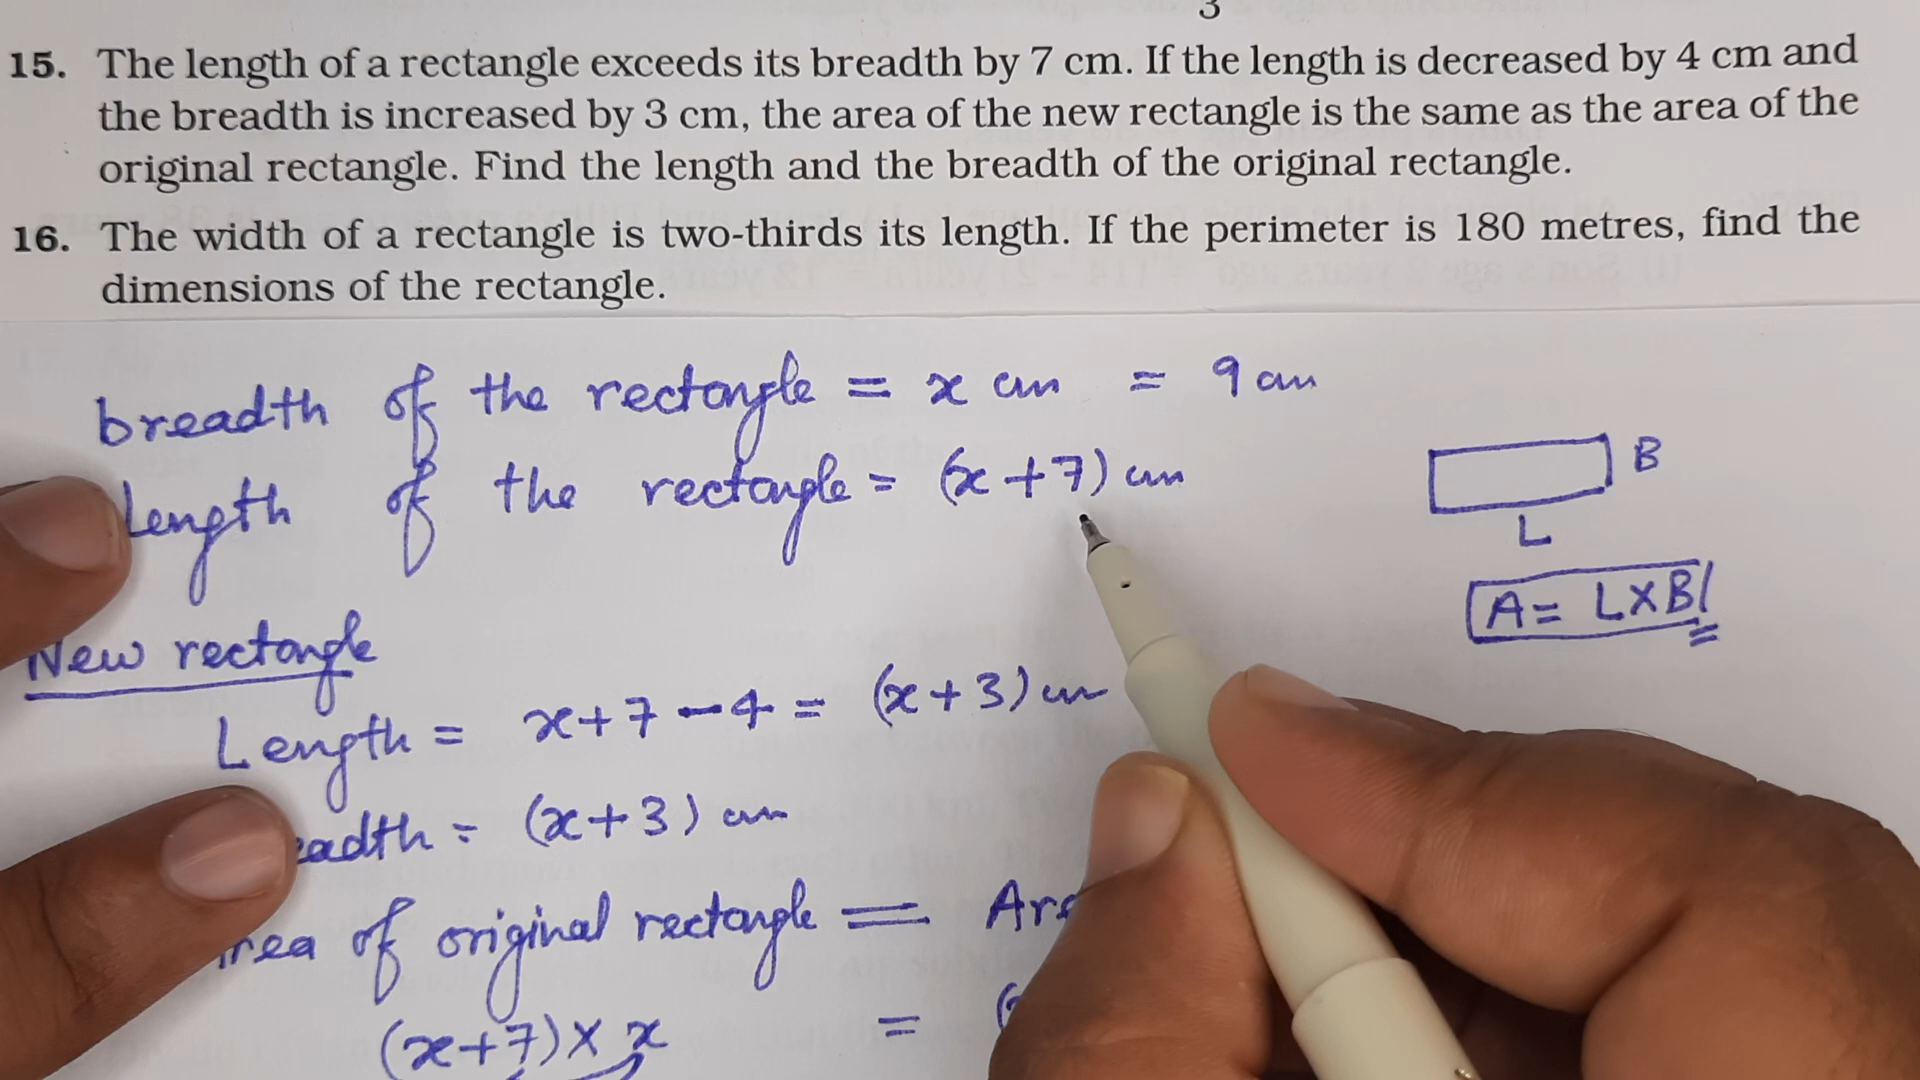 3
15. The length of a rectangle exceeds its breadth by 7 cm. If the length is decreased by 4 cm and
the breadth is increased by 3 cm, the area of the new rectangle is the same as the area of the
original rectangle. Find the length and the breadth of the original rectangle.
16. The width of a rectangle is two-thirds its length. If the perimeter is 180 metres, find the
dimensions of the rectangle.
breadth of the rectangle = x cm = 9 cm
Length of the rectangle = (x+7) cm
B
L
A = L×B
New rectangle
Length = x+7-4 = (x+3) cm
eadth = (x+3) cm
rea of original rectangle = Are
(x+7)× x = (